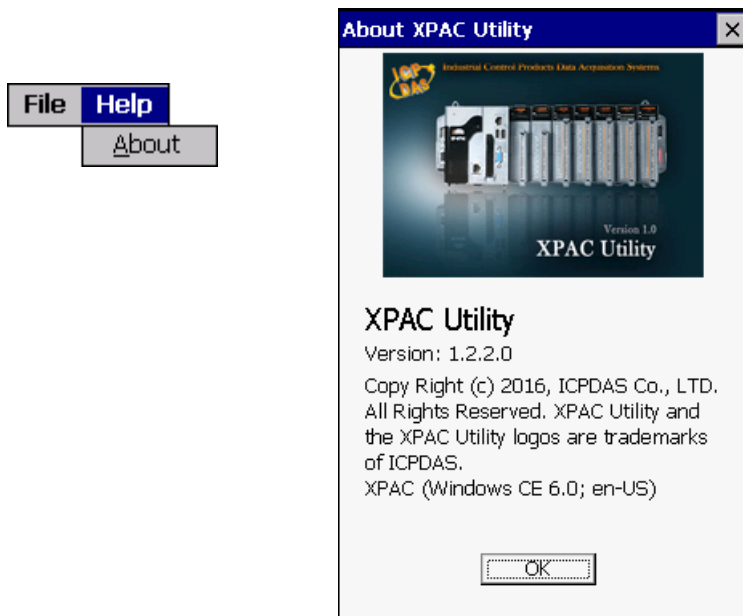 File Help
About
About XPAC Utility
ICP DAS
Industrial Control Products Data Acquisition Systems
Version 1.0
XPAC Utility
XPAC Utility
Version: 1.2.2.0
Copy Right (c) 2016, ICPDAS Co., LTD.
All Rights Reserved. XPAC Utility and
the XPAC Utility logos are trademarks
of ICPDAS.
XPAC (Windows CE 6.0; en-US)
OK